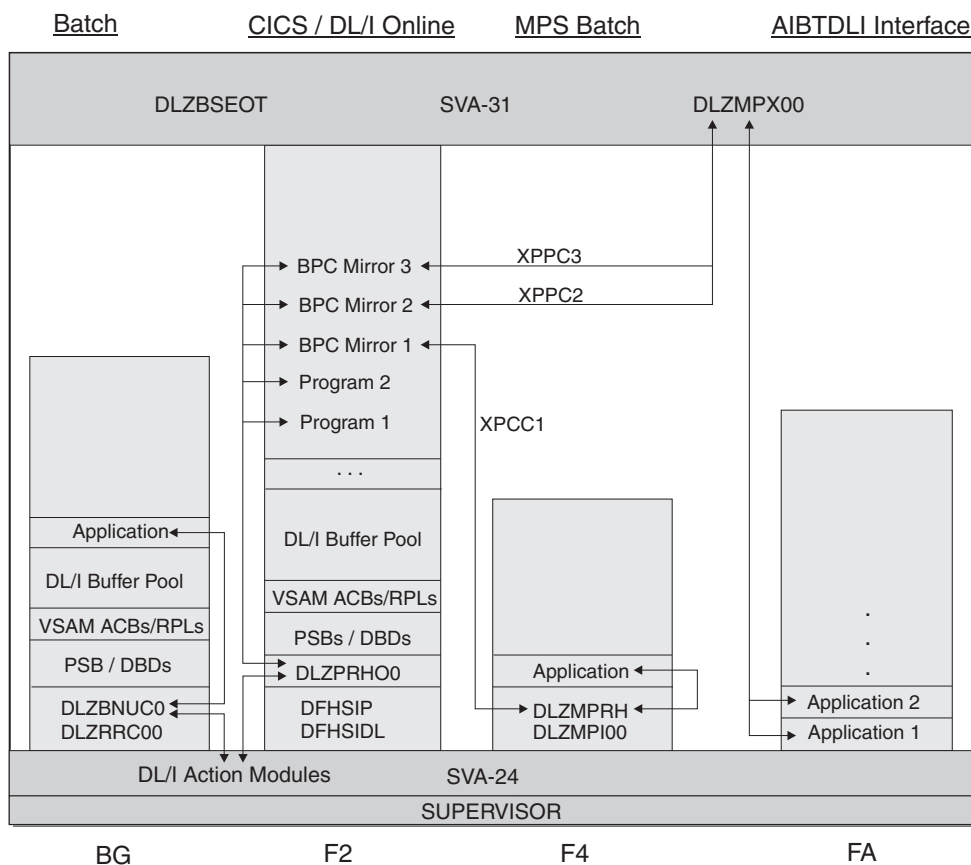 Batch
CICS / DL/I Online
MPS Batch
AIBTDLI Interface
DLZBSEOT
SVA-31
DLZMPX00
BPC Mirror 3
XPPC3
BPC Mirror 2
XPPC2
BPC Mirror 1
Program 2
Program 1
XPCC1
. . .
Application
DL/I Buffer Pool
VSAM ACBs/RPLs
PSB / DBDs
DLZBNUC0
DLZRRC00
DL/I Buffer Pool
VSAM ACBs/RPLs
PSBs / DBDs
DLZPRHO0
DFHSIP
DFHSIDL
Application
DLZMPRH
DLZMPI00
.
.
.
Application 2
Application 1
DL/I Action Modules
SVA-24
SUPERVISOR
BG
F2
F4
FA